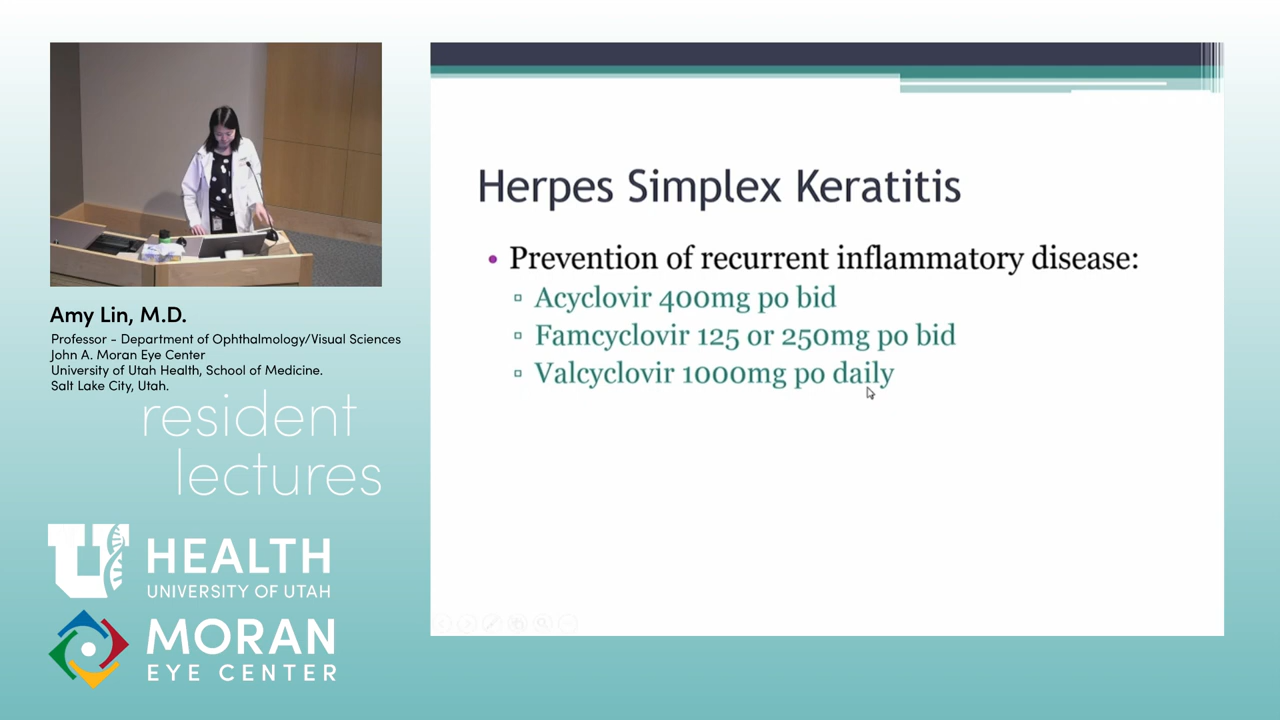 Amy Lin, M.D.
Professor - Department of Ophthalmology/Visual Sciences
John A. Moran Eye Center
University of Utah Health, School of Medicine.
Salt Lake City, Utah.
resident
lectures
U HEALTH
UNIVERSITY OF UTAH
MORAN
EYE CENTER
Herpes Simplex Keratitis
• Prevention of recurrent inflammatory disease:
▫ Acyclovir 400mg po bid
▫ Famcyclovir 125 or 250mg po bid
▫ Valcyclovir 1000mg po daily